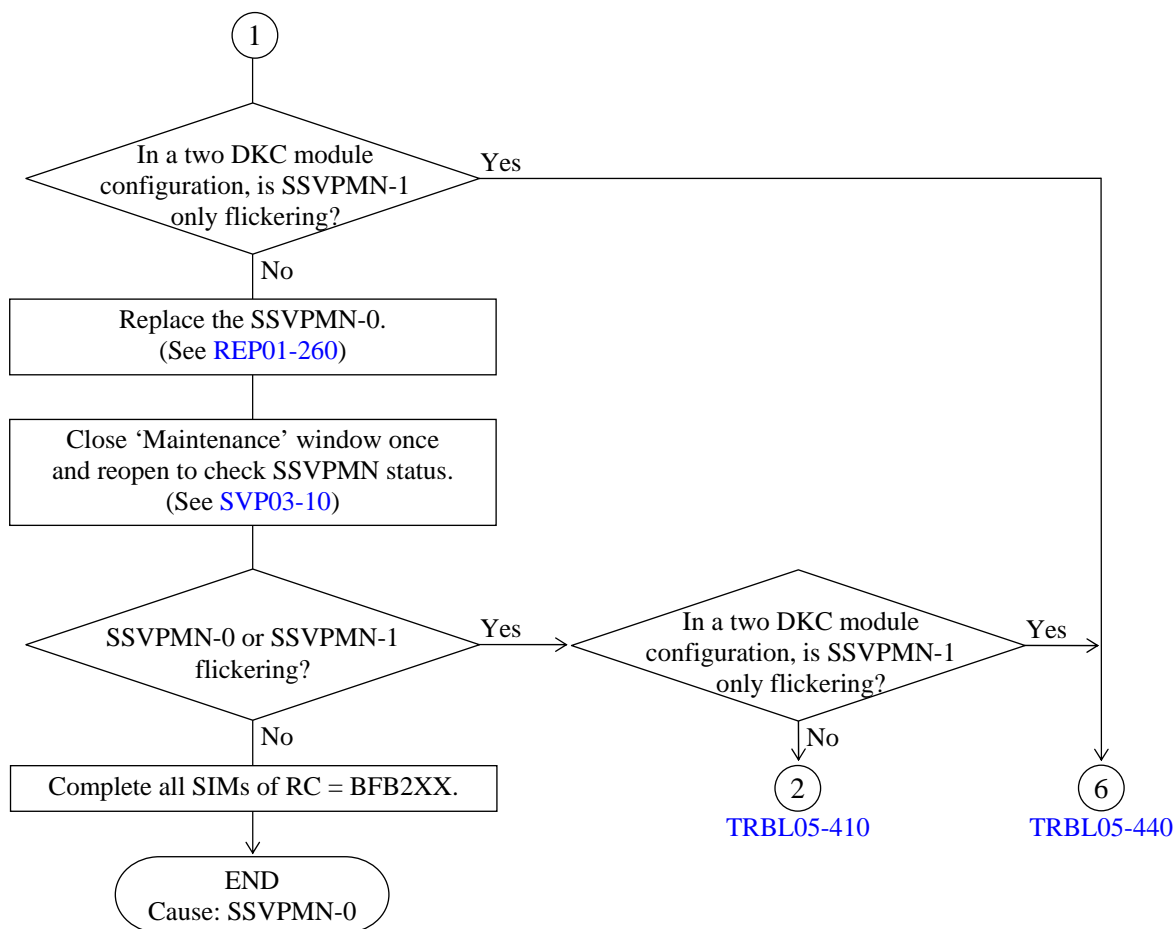 1
In a two DKC module
configuration, is SSVPMN-1
only flickering?
Yes
No
Replace the SSVPMN-0.
(See REP01-260)
Close ‘Maintenance’ window once
and reopen to check SSVPMN status.
(See SVP03-10)
SSVPMN-0 or SSVPMN-1
flickering?
Yes
In a two DKC module
configuration, is SSVPMN-1
only flickering?
Yes
No
No
Complete all SIMs of RC = BFB2XX.
2
TRBL05-410
6
TRBL05-440
END
Cause: SSVPMN-0